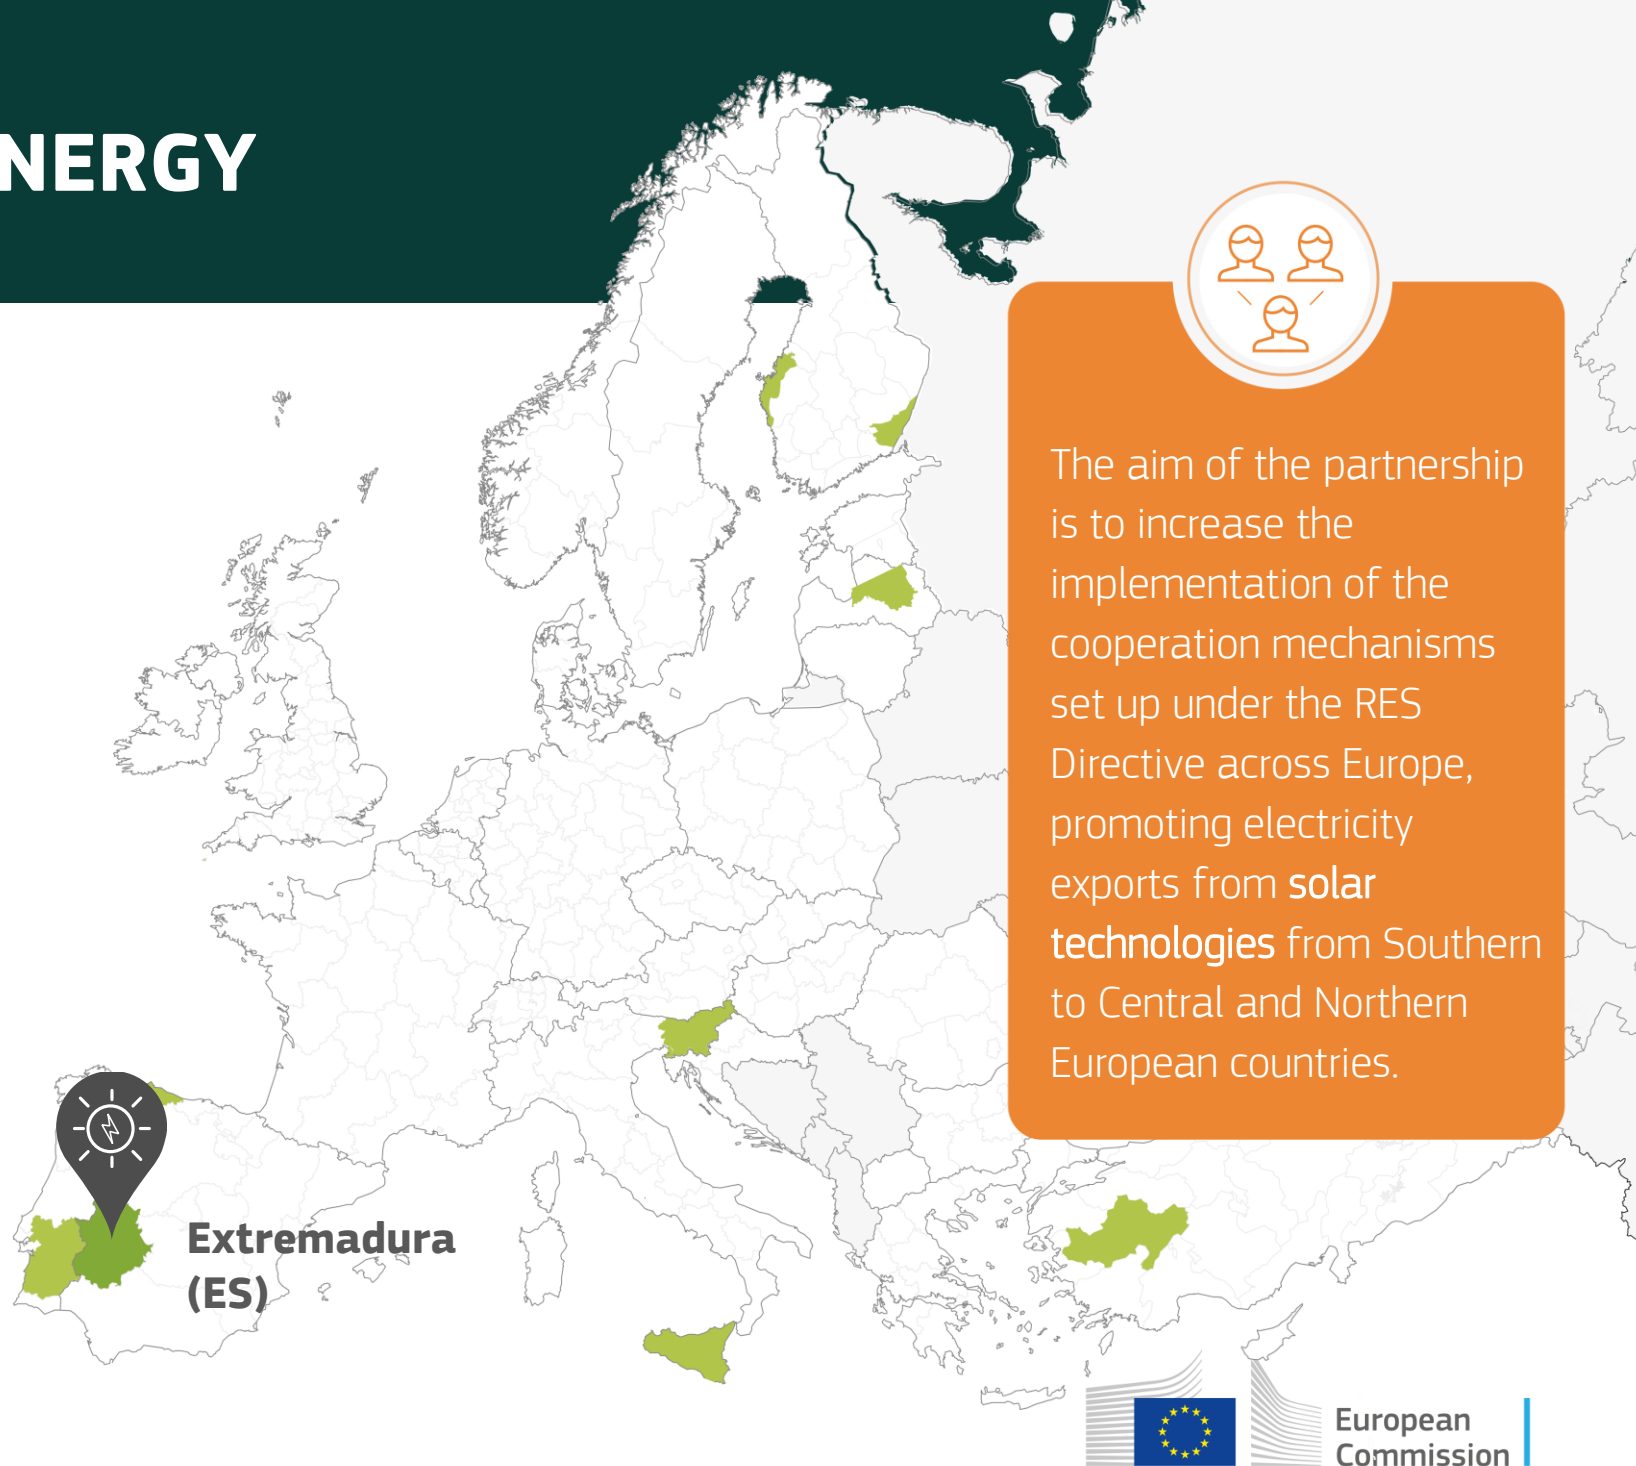 NERGY
The aim of the partnership
is to increase the
implementation of the
cooperation mechanisms
set up under the RES
Directive across Europe,
promoting electricity
exports from solar
technologies from Southern
to Central and Northern
European countries.
Extremadura
(ES)
European
Commission